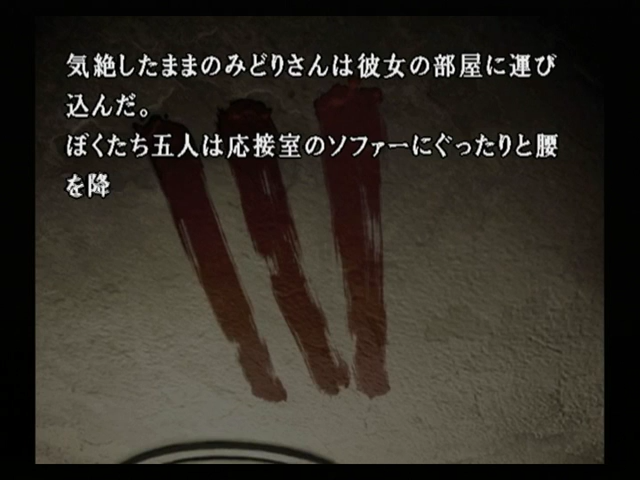 気絶したままのみどりさんは彼女の部屋に運び
込んだ。
ぼくたち五人は応接室のソファーにぐったりと腰
を降